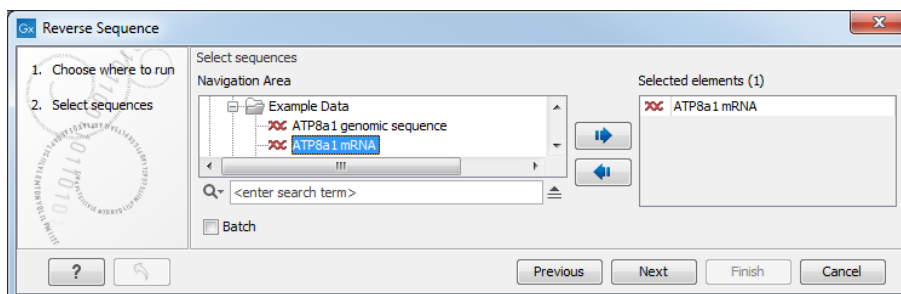 Gx Reverse Sequence
1. Choose where to run
2. Select sequences
Select sequences
Navigation Area
Example Data
ATP8a1 genomic sequence
ATP8a1 mRNA
<enter search term>
Batch
Selected elements (1)
ATP8a1 mRNA
?
Previous
Next
Finish
Cancel